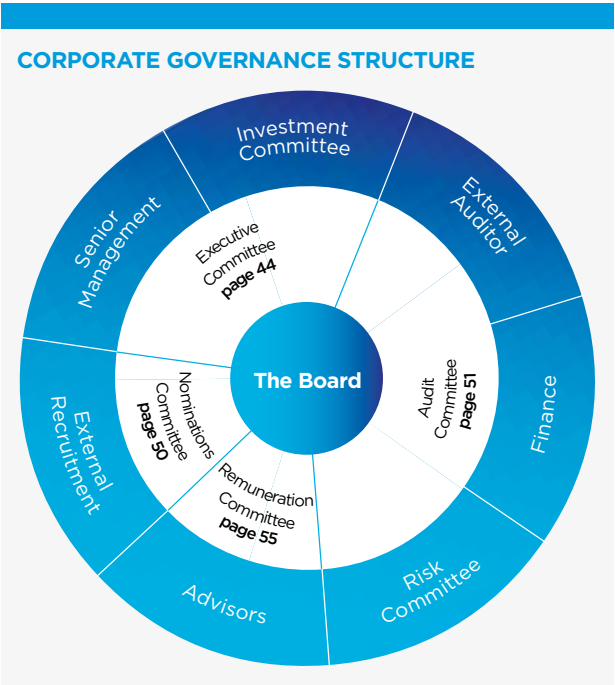 CORPORATE GOVERNANCE STRUCTURE
Investment
Committee
External
Auditor
Finance
Risk
Committee
Advisors
External
Recruitment
Senior
Management
Executive
Committee
page 44
Audit
Committee
page 51
Remuneration
Committee
page 55
Nominations
Committee
page 50
The Board